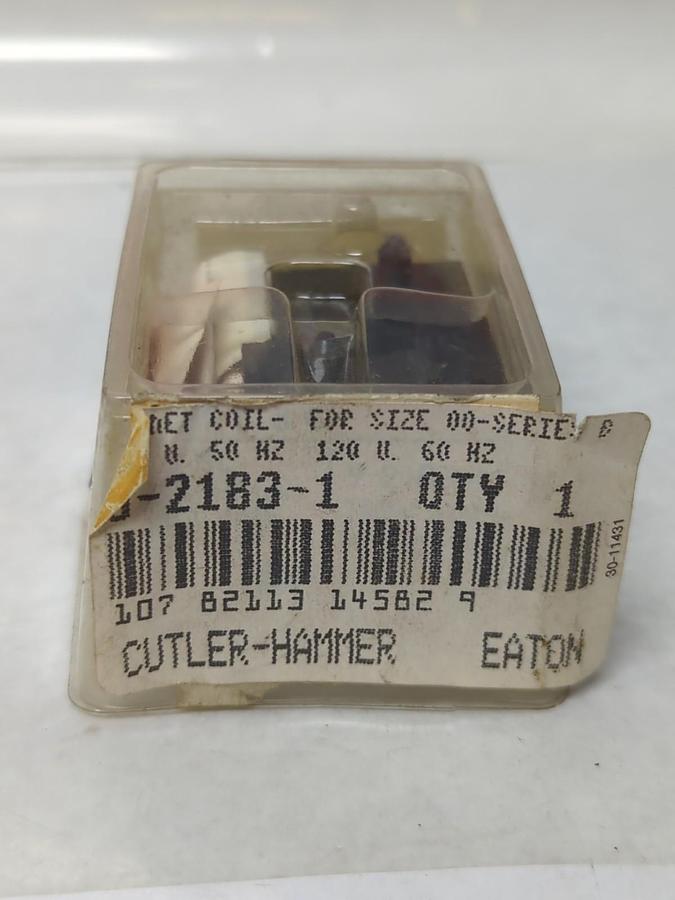 NET COIL- FOR SIZE 00-SERIES B
V. 50 HZ 120 V. 60 HZ
-2183-1 QTY 1
30-11431
107 82113 14582 9
CUTLER-HAMMER EATON